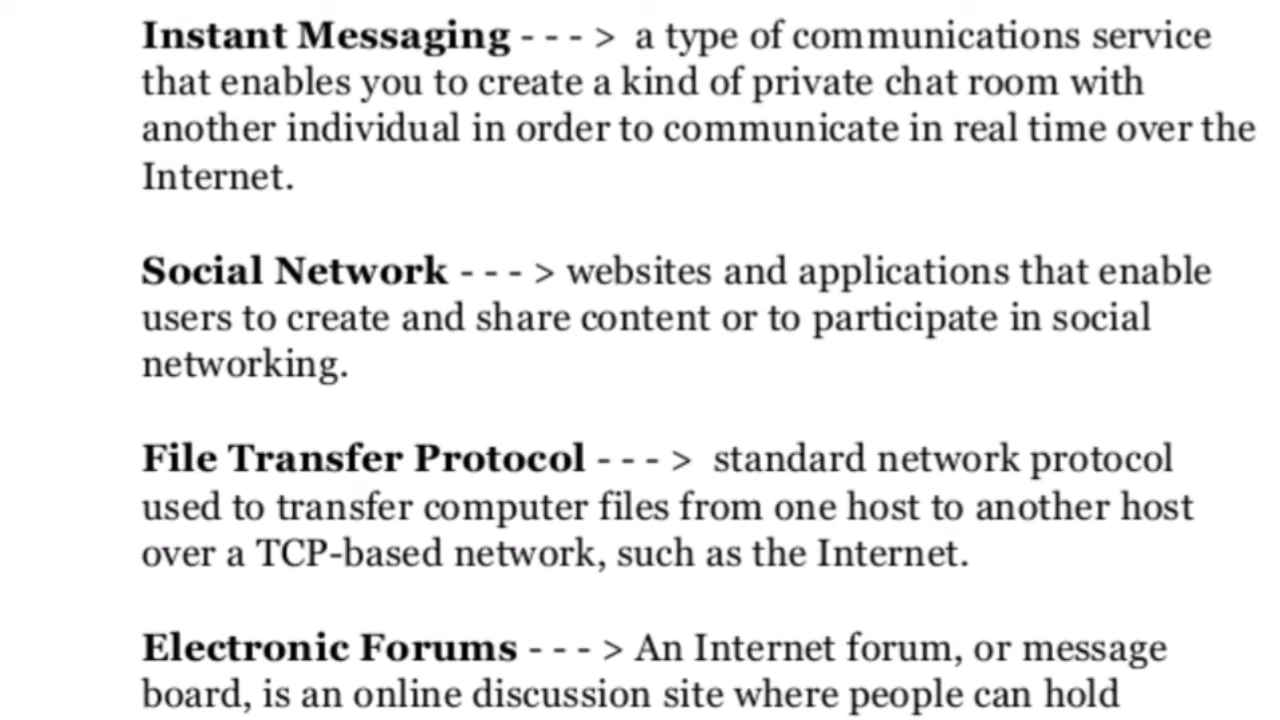 Instant Messaging - - - > a type of communications service
that enables you to create a kind of private chat room with
another individual in order to communicate in real time over the
Internet.
Social Network - - - > websites and applications that enable
users to create and share content or to participate in social
networking.
File Transfer Protocol - - - > standard network protocol
used to transfer computer files from one host to another host
over a TCP-based network, such as the Internet.
Electronic Forums - - - > An Internet forum, or message
board, is an online discussion site where people can hold